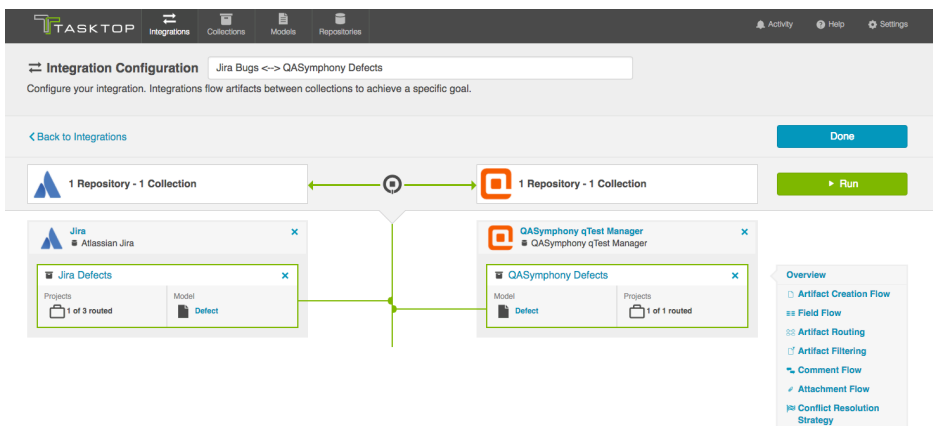 TASKTOP
Integrations
Collections
Models
Repositories
Activity
Help
Settings
Integration Configuration
Jira Bugs <--> QASymphony Defects
Configure your integration. Integrations flow artifacts between collections to achieve a specific goal.
Back to Integrations
Done
1 Repository - 1 Collection
1 Repository - 1 Collection
Run
Jira
Atlassian Jira
QASymphony qTest Manager
QASymphony qTest Manager
Jira Defects
Projects
Model
1 of 3 routed
Defect
QASymphony Defects
Model
Projects
Defect
1 of 1 routed
Overview
Artifact Creation Flow
Field Flow
Artifact Routing
Artifact Filtering
Comment Flow
Attachment Flow
Conflict Resolution
Strategy